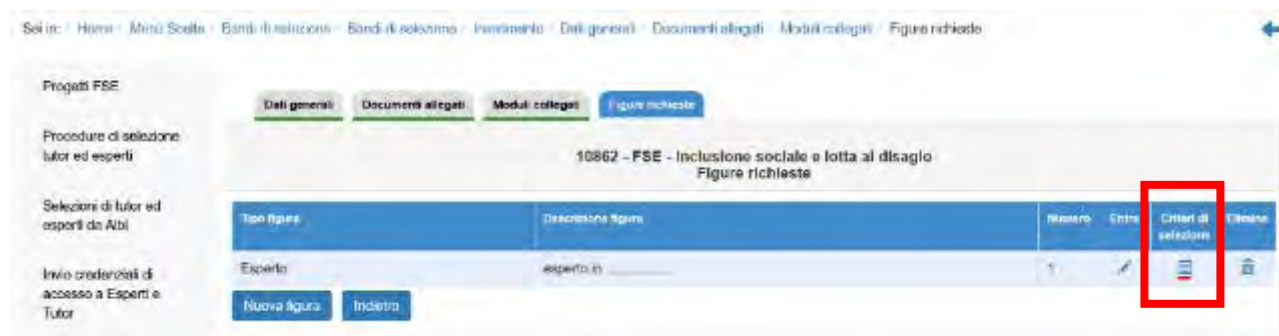 Sei in: / Home / Menù Scelte / Bandi di selezione / Bandi di selezione / Inserimento / Dati generali / Documenti allegati / Moduli collegati / Figure richieste
Progetti FSE
Dati generali Documenti allegati Moduli collegati Figure richieste
Procedure di selezione
tutor ed esperti
10862 - FSE - Inclusione sociale e lotta al disagio
Figure richieste
Selezioni di tutor ed
esperti da Albi
Tipo figura Descrizione figura Numero Entra Criteri di selezione Elimina
Invio credenziali di
accesso a Esperti e
Tutor
Esperto esperto in .............. 1
Nuova figura Indietro